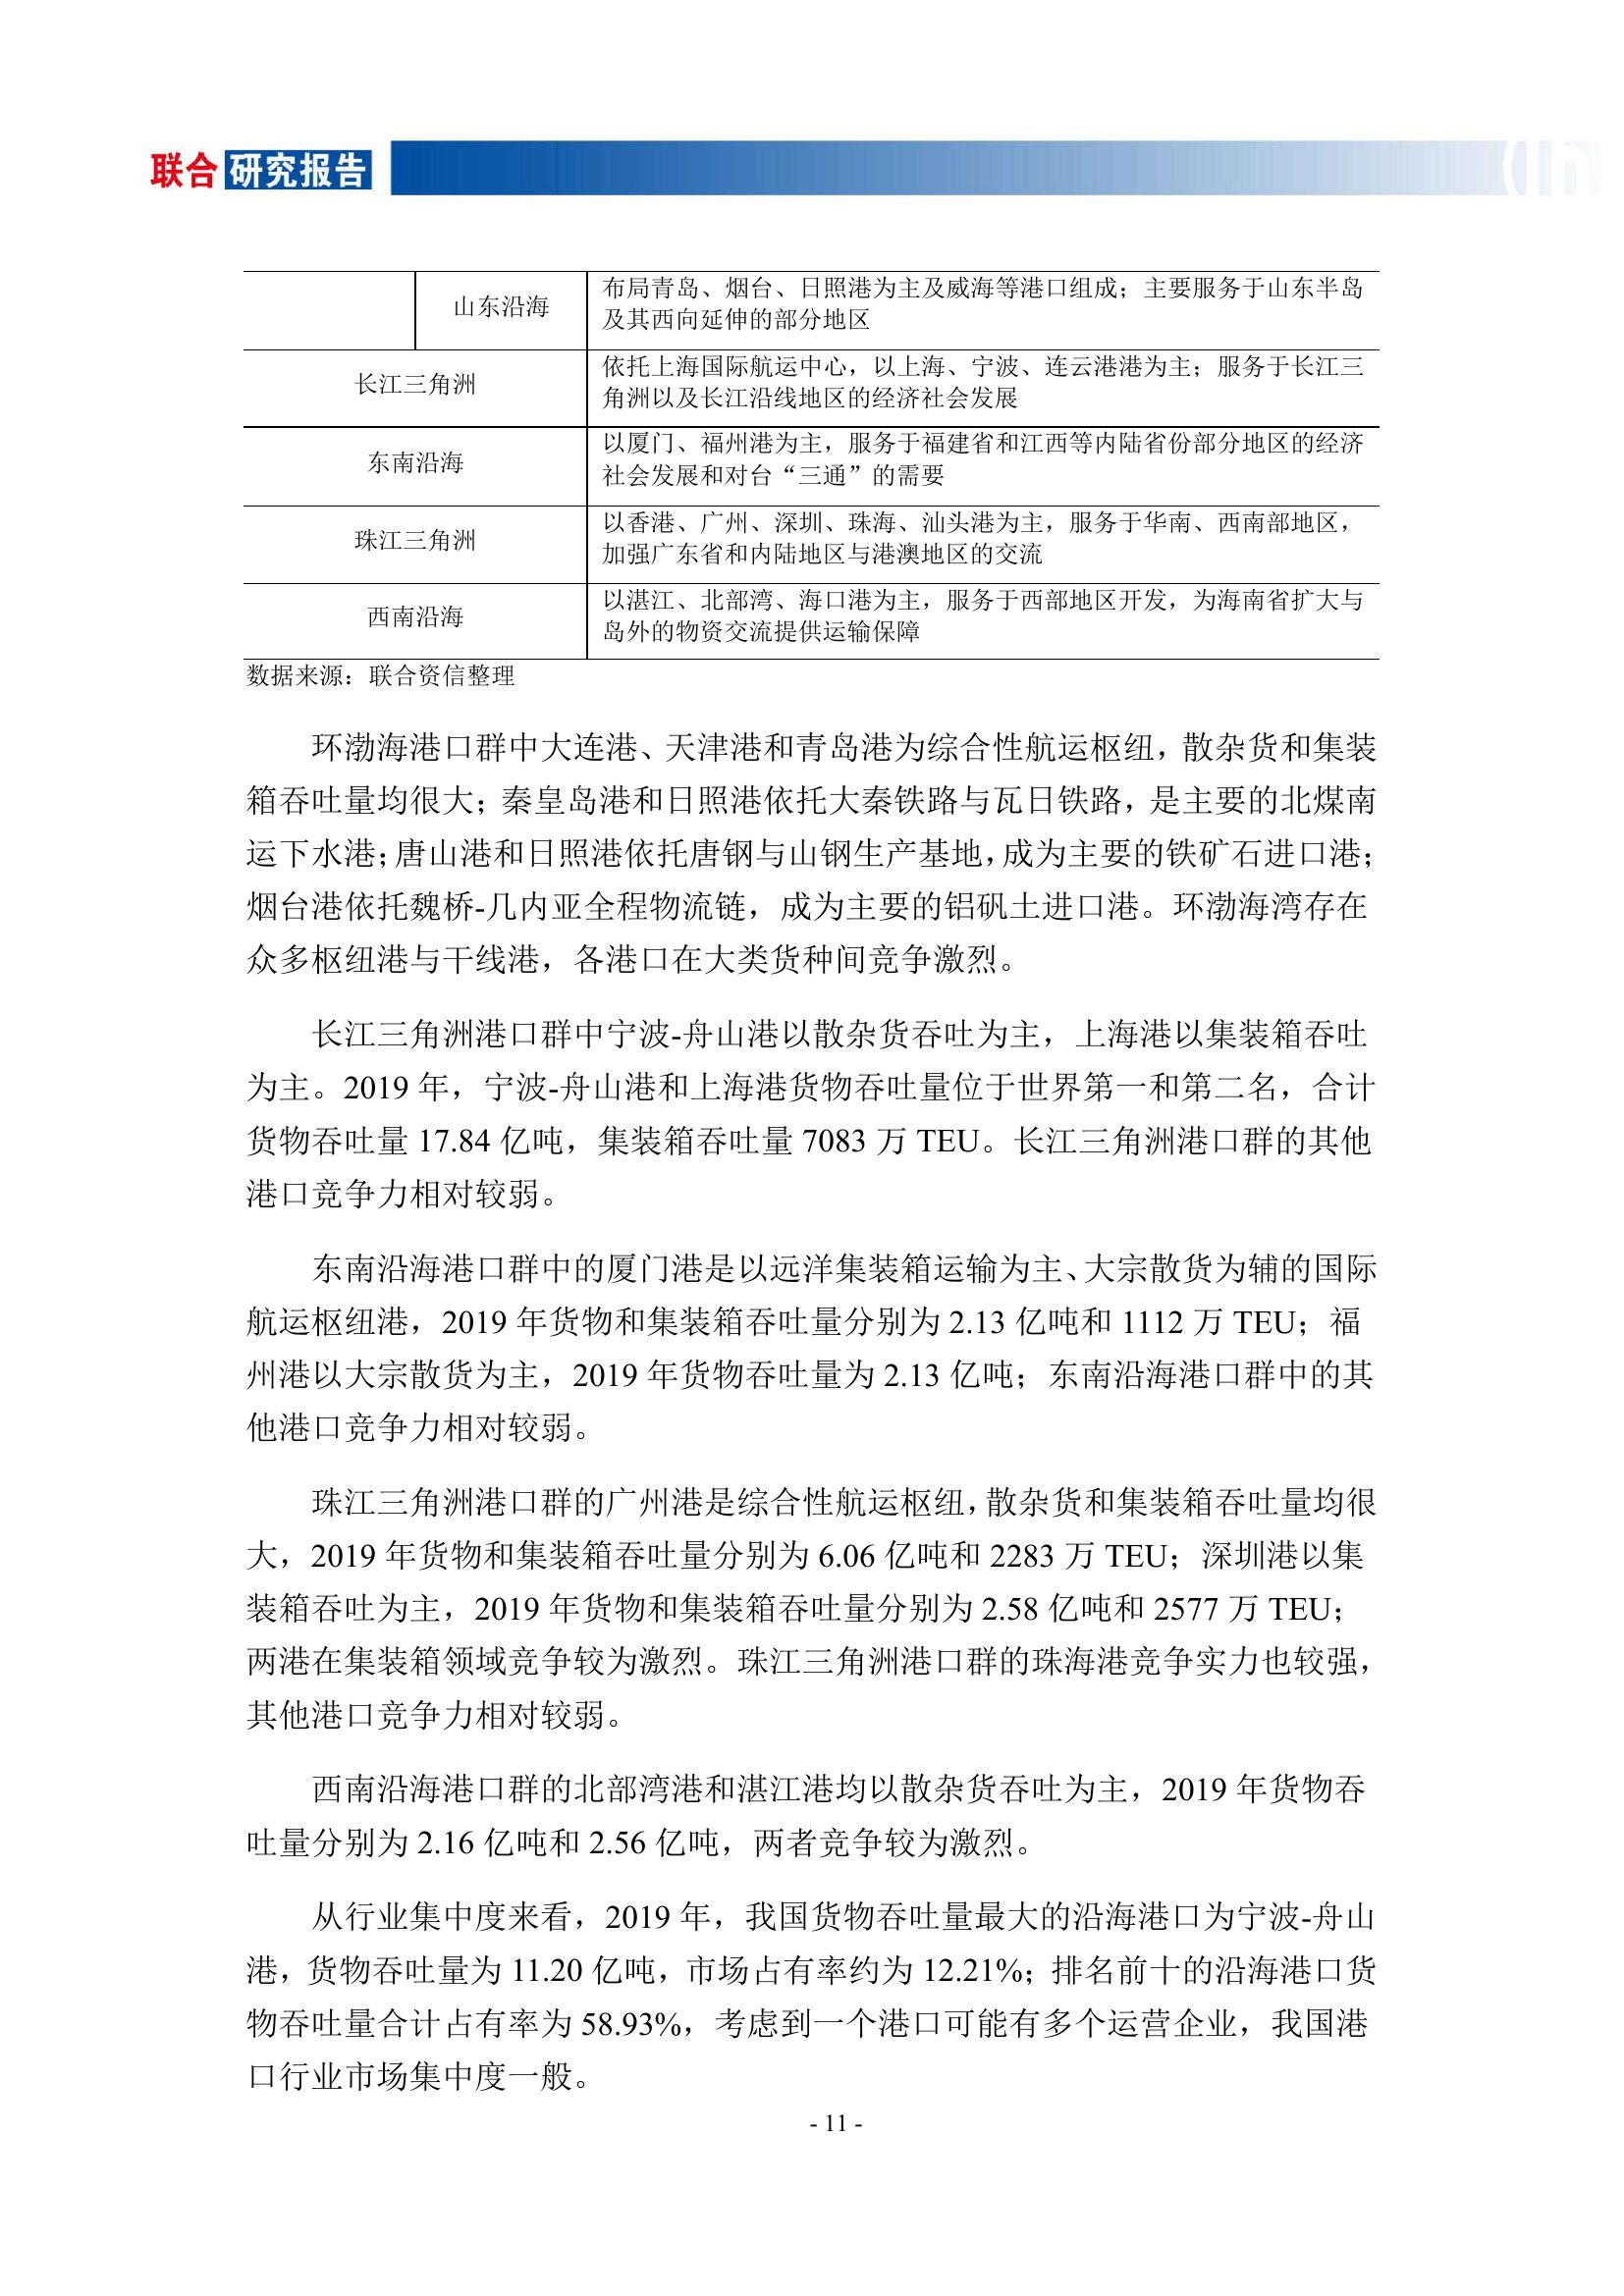 联合研究报告
山东沿海
布局青岛、烟台、日照港为主及威海等港口组成；主要服务于山东半岛
及其西向延伸的部分地区
长江三角洲
依托上海国际航运中心，以上海、宁波、连云港港为主；服务于长江三
角洲以及长江沿线地区的经济社会发展
东南沿海
以厦门、福州港为主，服务于福建省和江西等内陆省份部分地区的经济
社会发展和对台“三通”的需要
珠江三角洲
以香港、广州、深圳、珠海、汕头港为主，服务于华南、西南部地区，
加强广东省和内陆地区与港澳地区的交流
西南沿海
以湛江、北部湾、海口港为主，服务于西部地区开发，为海南省扩大与
岛外的物资交流提供运输保障
数据来源：联合资信整理
环渤海港口群中大连港、天津港和青岛港为综合性航运枢纽，散杂货和集装
箱吞吐量均很大；秦皇岛港和日照港依托大秦铁路与瓦日铁路，是主要的北煤南
运下水港；唐山港和日照港依托唐钢与山钢生产基地，成为主要的铁矿石进口港；
烟台港依托魏桥-几内亚全程物流链，成为主要的铝矾土进口港。环渤海湾存在
众多枢纽港与干线港，各港口在大类货种间竞争激烈。
长江三角洲港口群中宁波-舟山港以散杂货吞吐为主，上海港以集装箱吞吐
为主。2019 年，宁波-舟山港和上海港货物吞吐量位于世界第一和第二名，合计
货物吞吐量 17.84 亿吨，集装箱吞吐量 7083 万 TEU。长江三角洲港口群的其他
港口竞争力相对较弱。
东南沿海港口群中的厦门港是以远洋集装箱运输为主、大宗散货为辅的国际
航运枢纽港，2019 年货物和集装箱吞吐量分别为 2.13 亿吨和 1112 万 TEU；福
州港以大宗散货为主，2019 年货物吞吐量为 2.13 亿吨；东南沿海港口群中的其
他港口竞争力相对较弱。
珠江三角洲港口群的广州港是综合性航运枢纽，散杂货和集装箱吞吐量均很
大，2019 年货物和集装箱吞吐量分别为 6.06 亿吨和 2283 万 TEU；深圳港以集
装箱吞吐为主，2019 年货物和集装箱吞吐量分别为 2.58 亿吨和 2577 万 TEU；
两港在集装箱领域竞争较为激烈。珠江三角洲港口群的珠海港竞争实力也较强，
其他港口竞争力相对较弱。
西南沿海港口群的北部湾港和湛江港均以散杂货吞吐为主，2019 年货物吞
吐量分别为 2.16 亿吨和 2.56 亿吨，两者竞争较为激烈。
从行业集中度来看，2019 年，我国货物吞吐量最大的沿海港口为宁波-舟山
港，货物吞吐量为 11.20 亿吨，市场占有率约为 12.21%；排名前十的沿海港口货
物吞吐量合计占有率为 58.93%，考虑到一个港口可能有多个运营企业，我国港
口行业市场集中度一般。
- 11 -